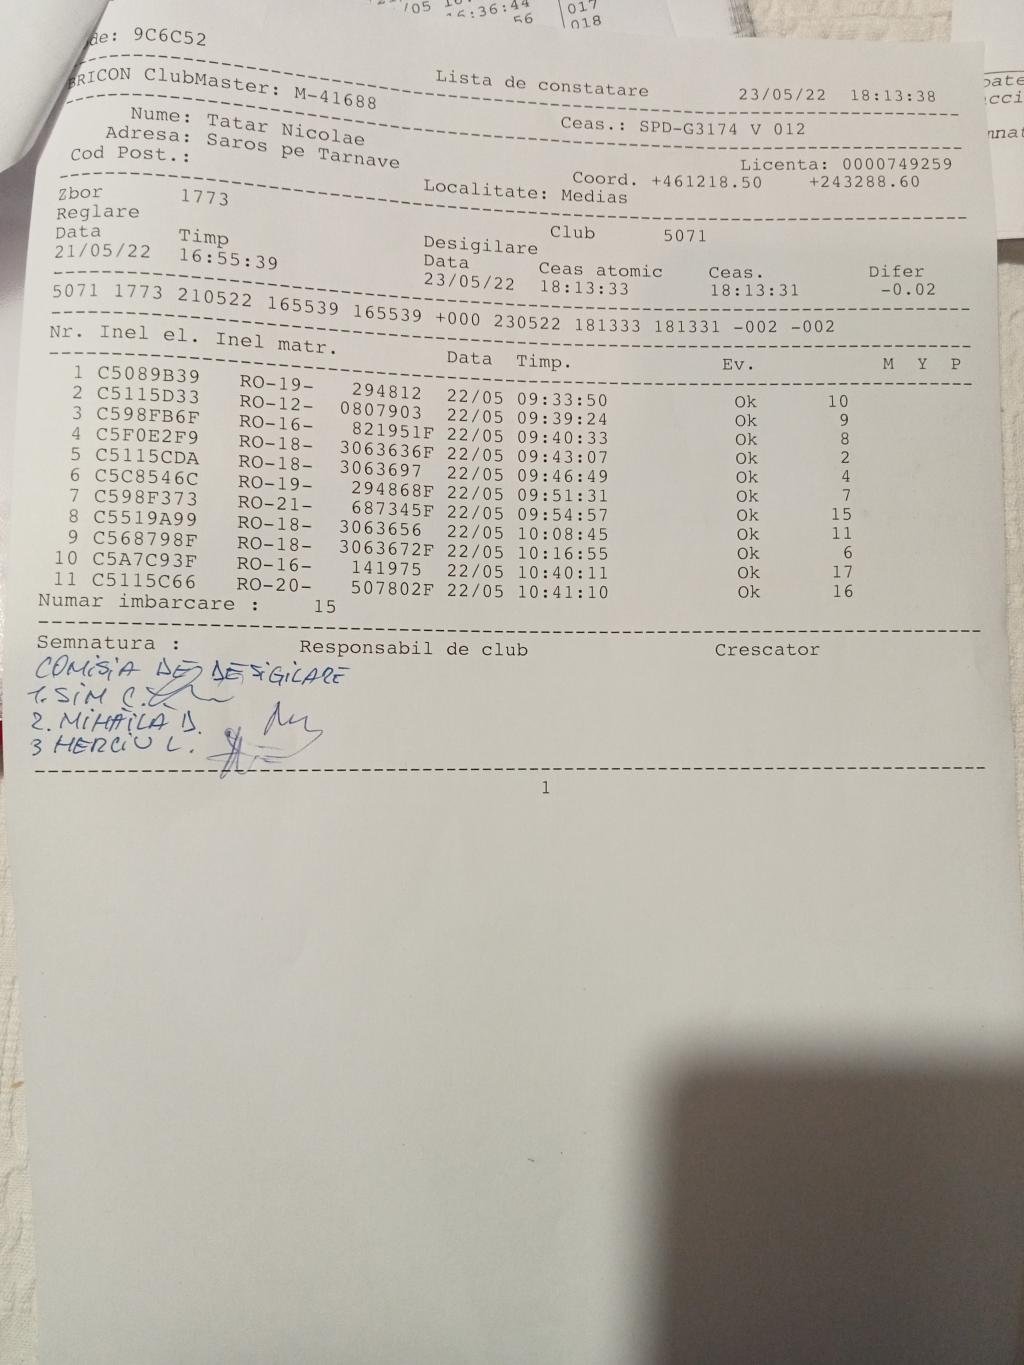 /05
16:36:44
56
017
018
de: 9C6C52
BRICON ClubMaster: M-41688 Lista de constatare 23/05/22 18:13:38
Nume: Tatar Nicolae Ceas.: SPD-G3174 V 012
Adresa: Saros pe Tarnave Licenta: 0000749259
Cod Post.: Coord. +461218.50 +243288.60
Localitate: Medias
Zbor 1773 Club 5071
Reglare Desigilare
Data Timp Data Ceas atomic Ceas. Difer
21/05/22 16:55:39 23/05/22 18:13:33 18:13:31 -0.02
5071 1773 210522 165539 165539 +000 230522 181333 181331 -002 -002
Nr. Inel el. Inel matr. Data Timp. Ev. M Y P
1 C5089B39 RO-19- 294812 22/05 09:33:50 Ok 10
2 C5115D33 RO-12- 0807903 22/05 09:39:24 Ok 9
3 C598FB6F RO-16- 821951F 22/05 09:40:33 Ok 8
4 C5F0E2F9 RO-18- 3063636F 22/05 09:43:07 Ok 2
5 C5115CDA RO-18- 3063697 22/05 09:46:49 Ok 4
6 C5C8546C RO-19- 294868F 22/05 09:51:31 Ok 7
7 C598F373 RO-21- 687345F 22/05 09:54:57 Ok 15
8 C5519A99 RO-18- 3063656 22/05 10:08:45 Ok 11
9 C568798F RO-18- 3063672F 22/05 10:16:55 Ok 6
10 C5A7C93F RO-16- 141975 22/05 10:40:11 Ok 17
11 C5115C66 RO-20- 507802F 22/05 10:41:10 Ok 16
Numar imbarcare : 15
Semnatura : Responsabil de club Crescator
COMISIA DE DESIGILARE
1. SIM C.
2. MIHAILA D.
3 HERCIU L.
1